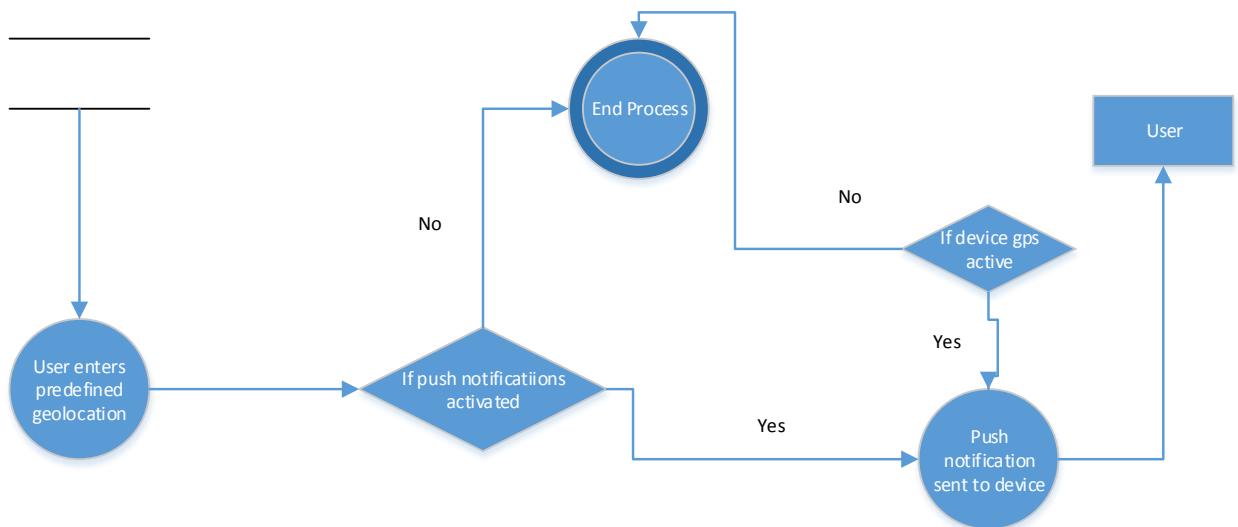 End Process
User
No
No
If device gps
active
Yes
User enters
predefined
geolocation
If push notificatiions
activated
Yes
Push
notification
sent to device